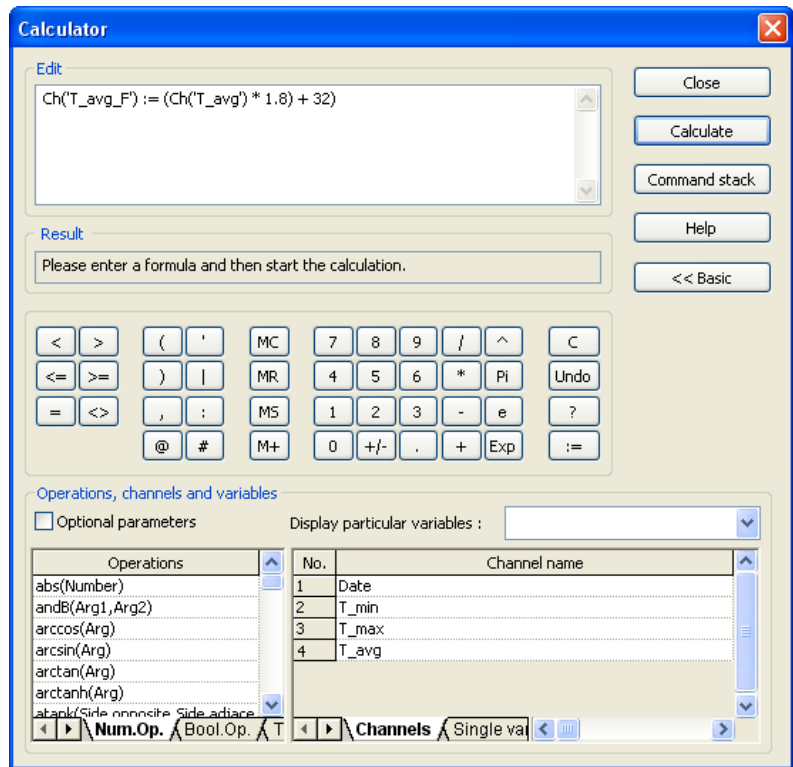 Calculator
Edit
Close
Ch('T_avg_F') := (Ch('T_avg') * 1.8) + 32)
Calculate
Command stack
Result
Help
Please enter a formula and then start the calculation.
<< Basic
< > ( ' MC 7 8 9 / ^ C
<= >= ) | MR 4 5 6 * Pi Undo
= <> , : MS 1 2 3 - e ?
@ # M+ 0 +/- . + Exp :=
Operations, channels and variables
Optional parameters Display particular variables :
Operations No. Channel name
abs(Number) 1 Date
andB(Arg1,Arg2) 2 T_min
arccos(Arg) 3 T_max
arcsin(Arg) 4 T_avg
arctan(Arg)
arctanh(Arg)
Num.Op. Bool.Op. T Channels Single var